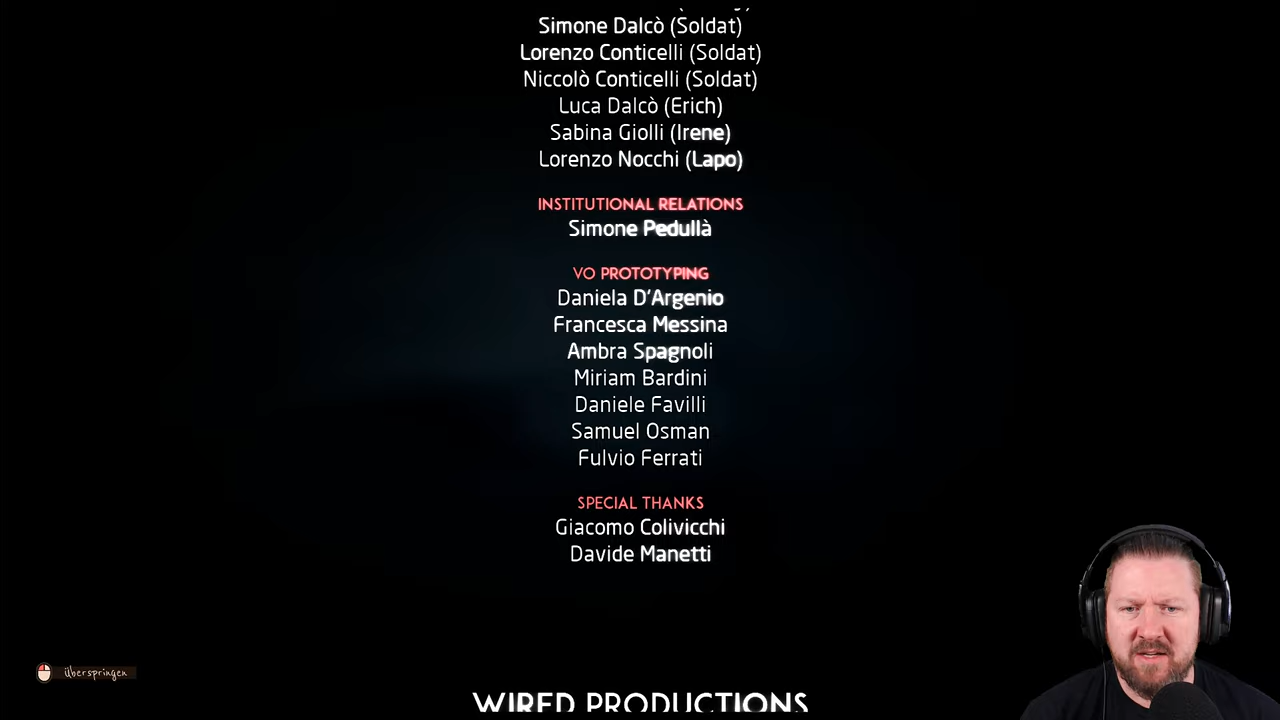 Simone Dalcò (Soldat)
Lorenzo Conticelli (Soldat)
Niccolò Conticelli (Soldat)
Luca Dalcò (Erich)
Sabina Giolli (Irene)
Lorenzo Nocchi (Lapo)
INSTITUTIONAL RELATIONS
Simone Pedullà
VO PROTOTYPING
Daniela D'Argenio
Francesca Messina
Ambra Spagnoli
Miriam Bardini
Daniele Favilli
Samuel Osman
Fulvio Ferrati
SPECIAL THANKS
Giacomo Colivicchi
Davide Manetti
Überspringen
WIRED PRODUCTIONS